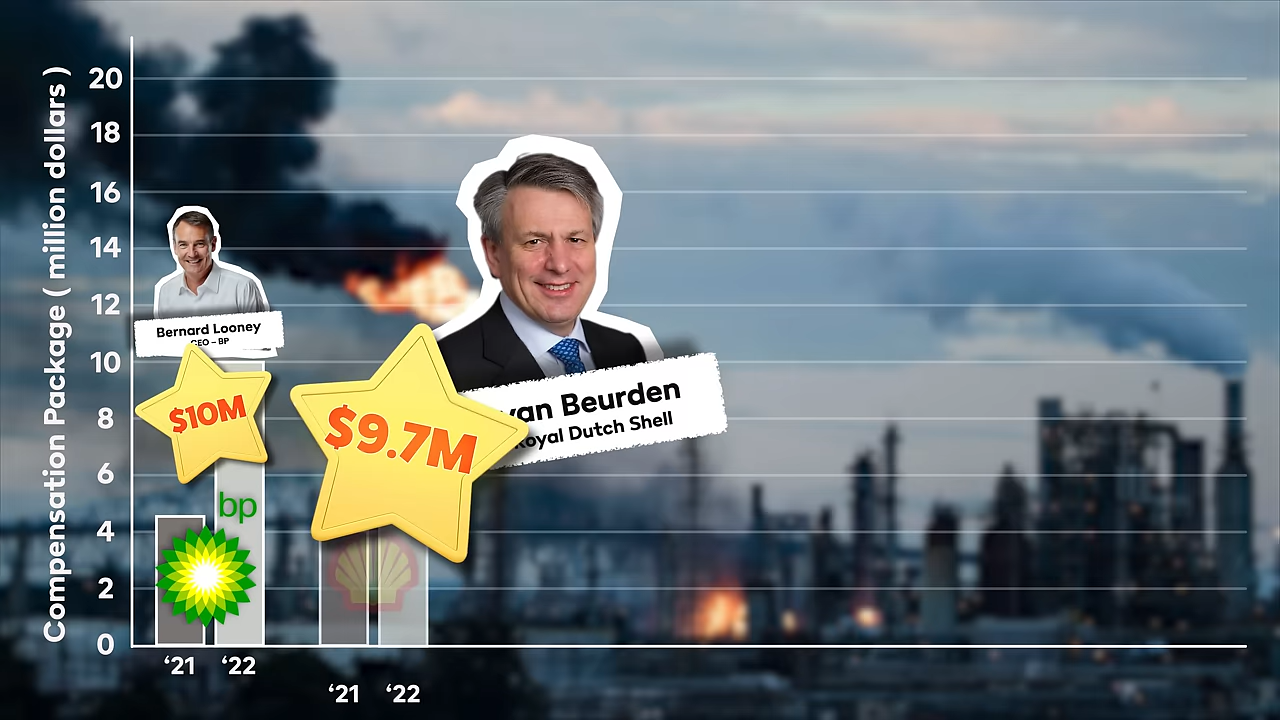 Compensation Package ( million dollars )
20
18
16
14
12
10
8
6
4
2
0
Bernard Looney
CEO – BP
$10M
bp
‘21 ‘22
van Beurden
Royal Dutch Shell
$9.7M
‘21 ‘22